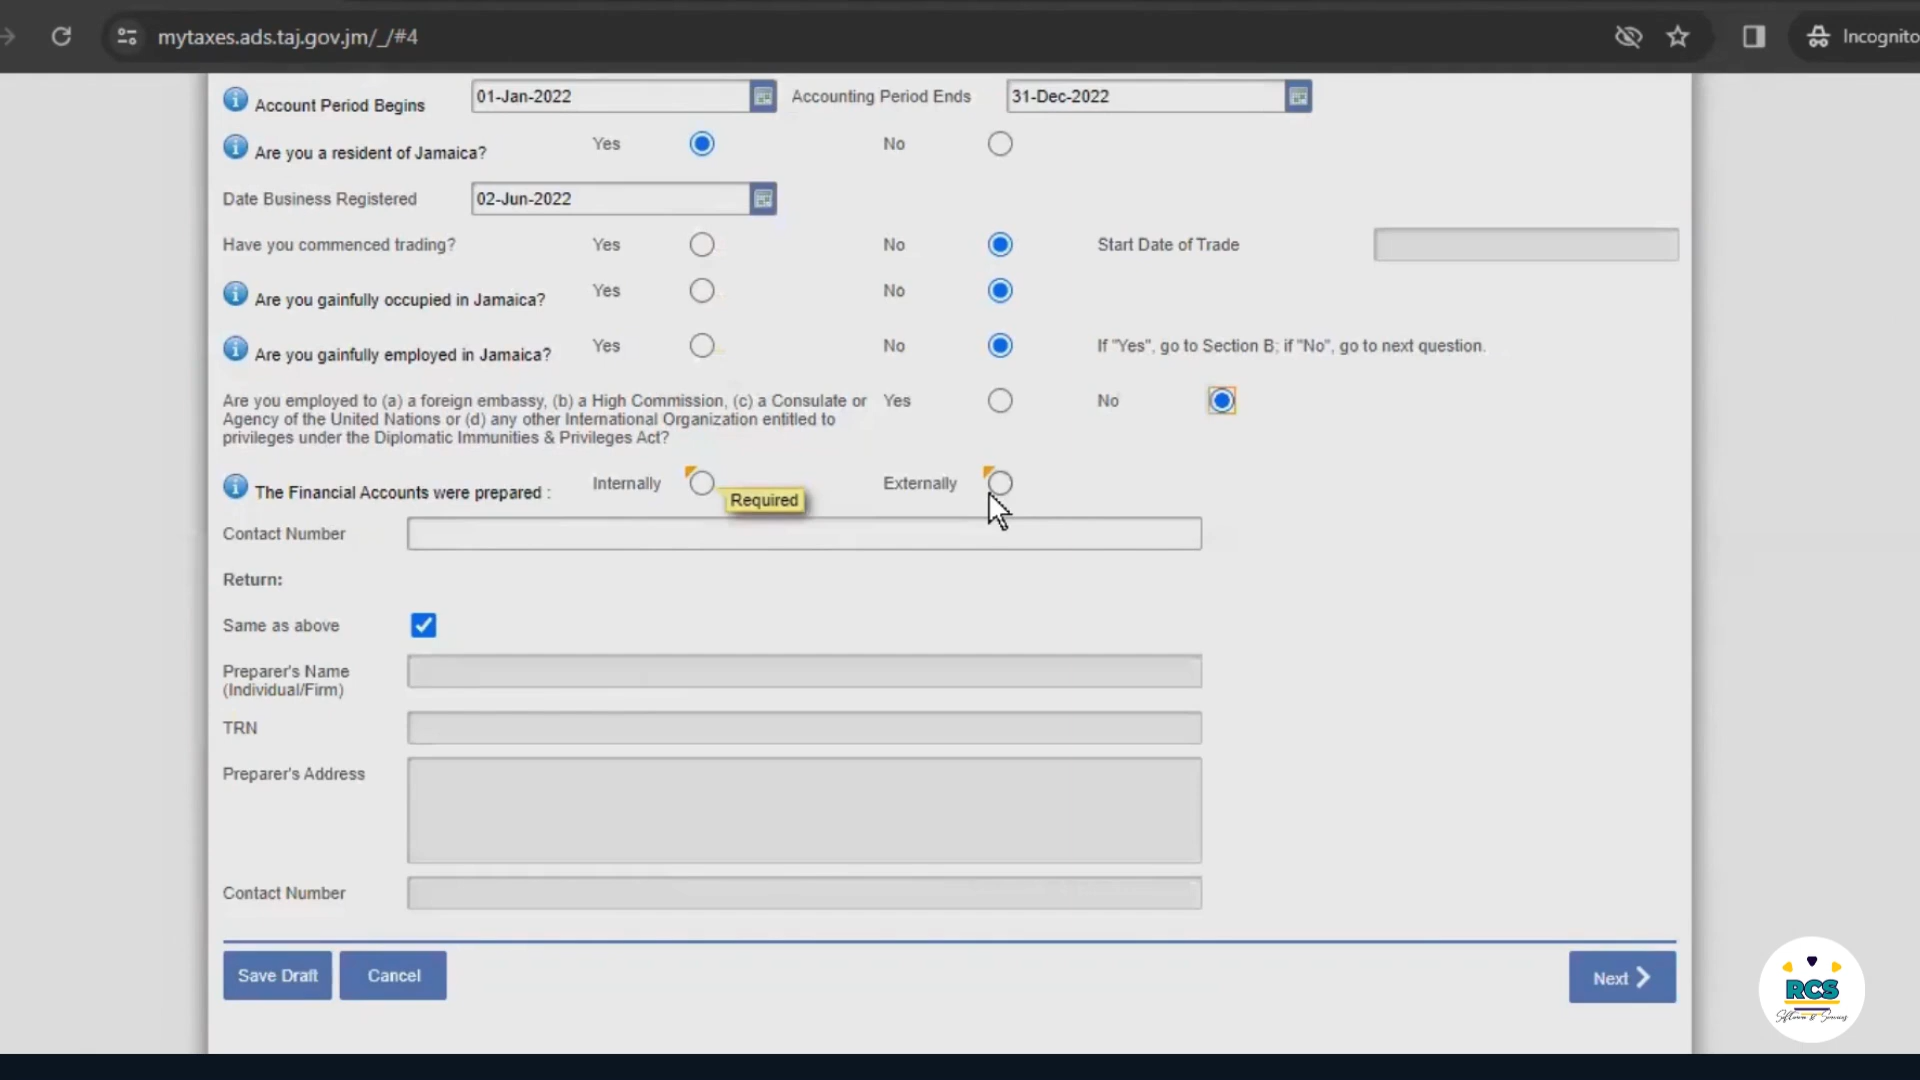 mytaxes.ads.taj.gov.jm/_/#4
Incognito
Account Period Begins 01-Jan-2022 Accounting Period Ends 31-Dec-2022
Are you a resident of Jamaica? Yes No
Date Business Registered 02-Jun-2022
Have you commenced trading? Yes No Start Date of Trade
Are you gainfully occupied in Jamaica? Yes No
Are you gainfully employed in Jamaica? Yes No If "Yes", go to Section B; if "No", go to next question.
Are you employed to (a) a foreign embassy, (b) a High Commission, (c) a Consulate or Yes No
Agency of the United Nations or (d) any other International Organization entitled to
privileges under the Diplomatic Immunities & Privileges Act?
The Financial Accounts were prepared : Internally Externally
Required
Contact Number
Return:
Same as above
Preparer's Name
(Individual/Firm)
TRN
Preparer's Address
Contact Number
Save Draft Cancel Next
RCS